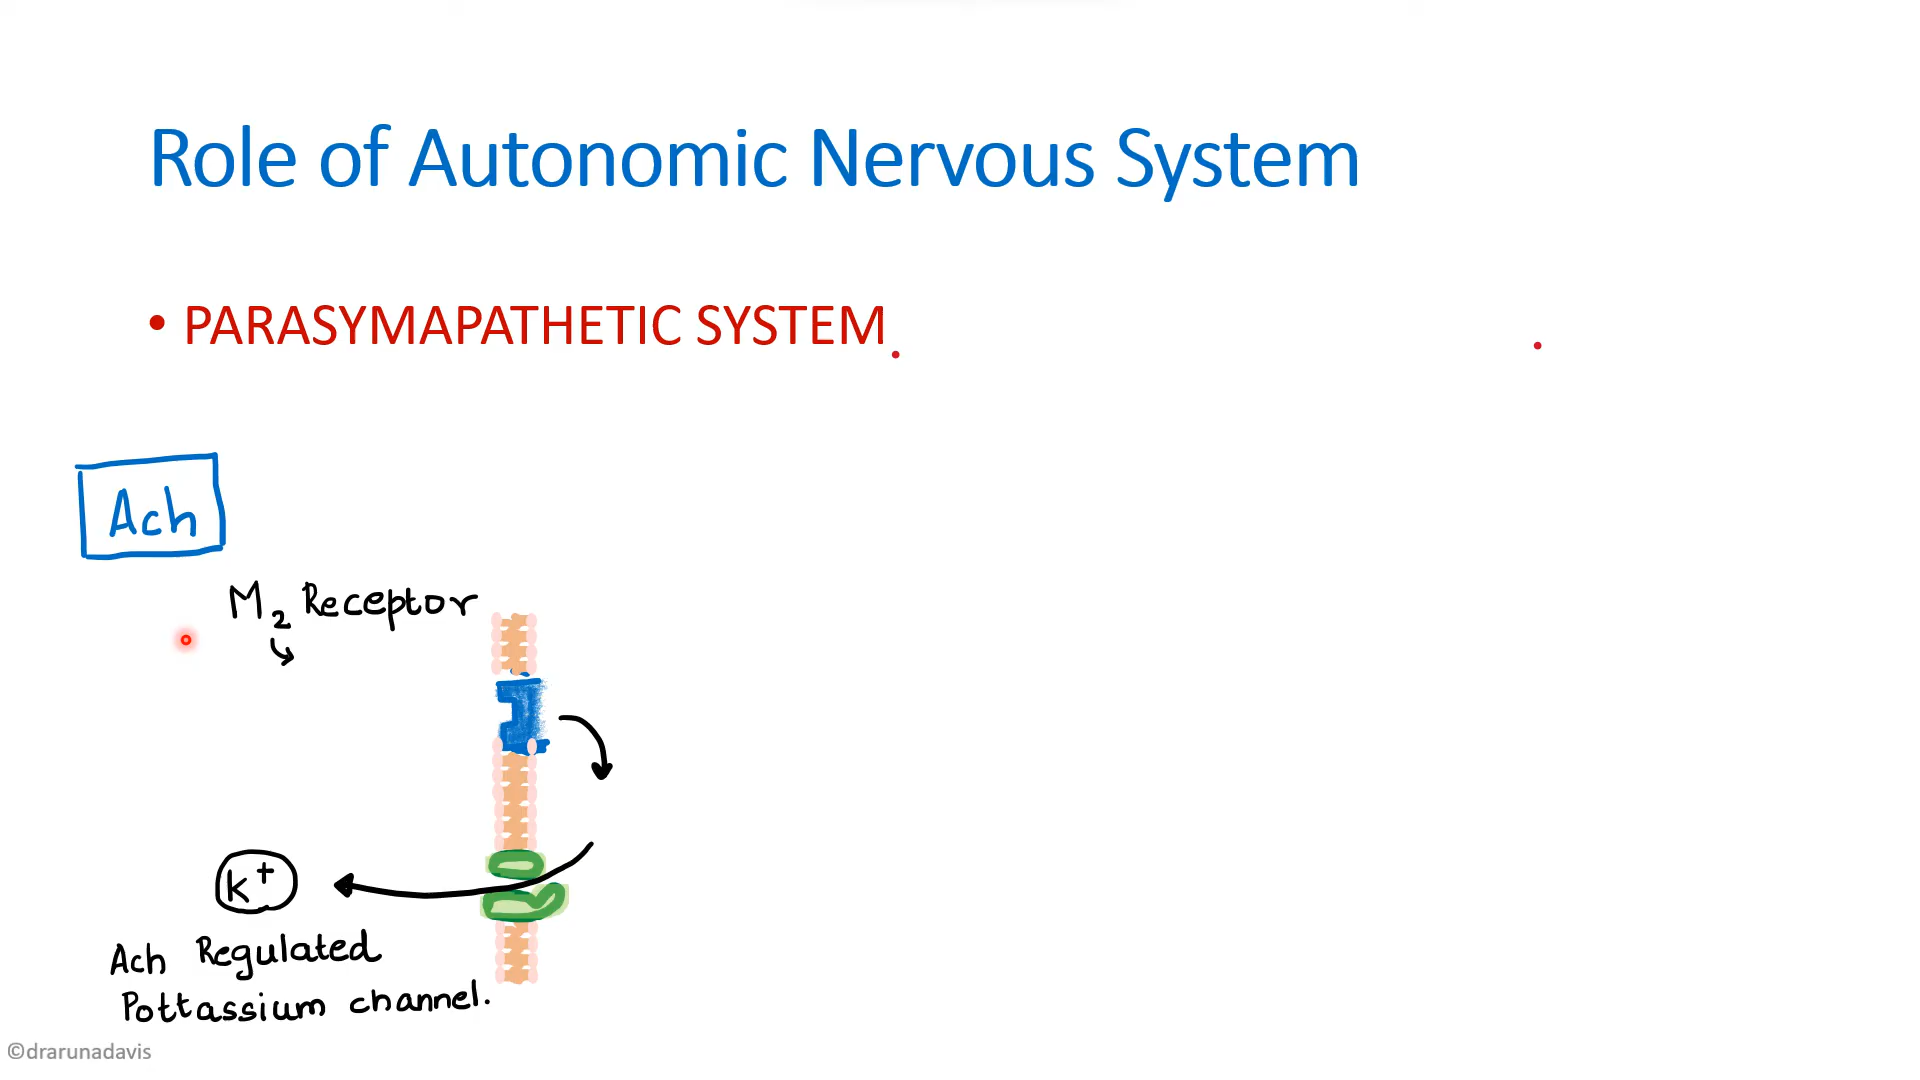 Role of Autonomic Nervous System
• PARASYMAPATHETIC SYSTEM
Ach
M2 Receptor
K+
Ach Regulated
Pottassium channel.
©drarunadavis